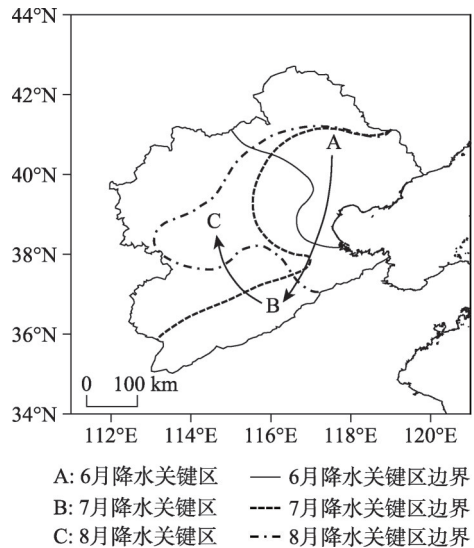 44°N
42°N
40°N
38°N
36°N
34°N
A
C
B
0 100 km
112°E 114°E 116°E 118°E 120°E
A: 6月降水关键区 6月降水关键区边界
B: 7月降水关键区 7月降水关键区边界
C: 8月降水关键区 8月降水关键区边界